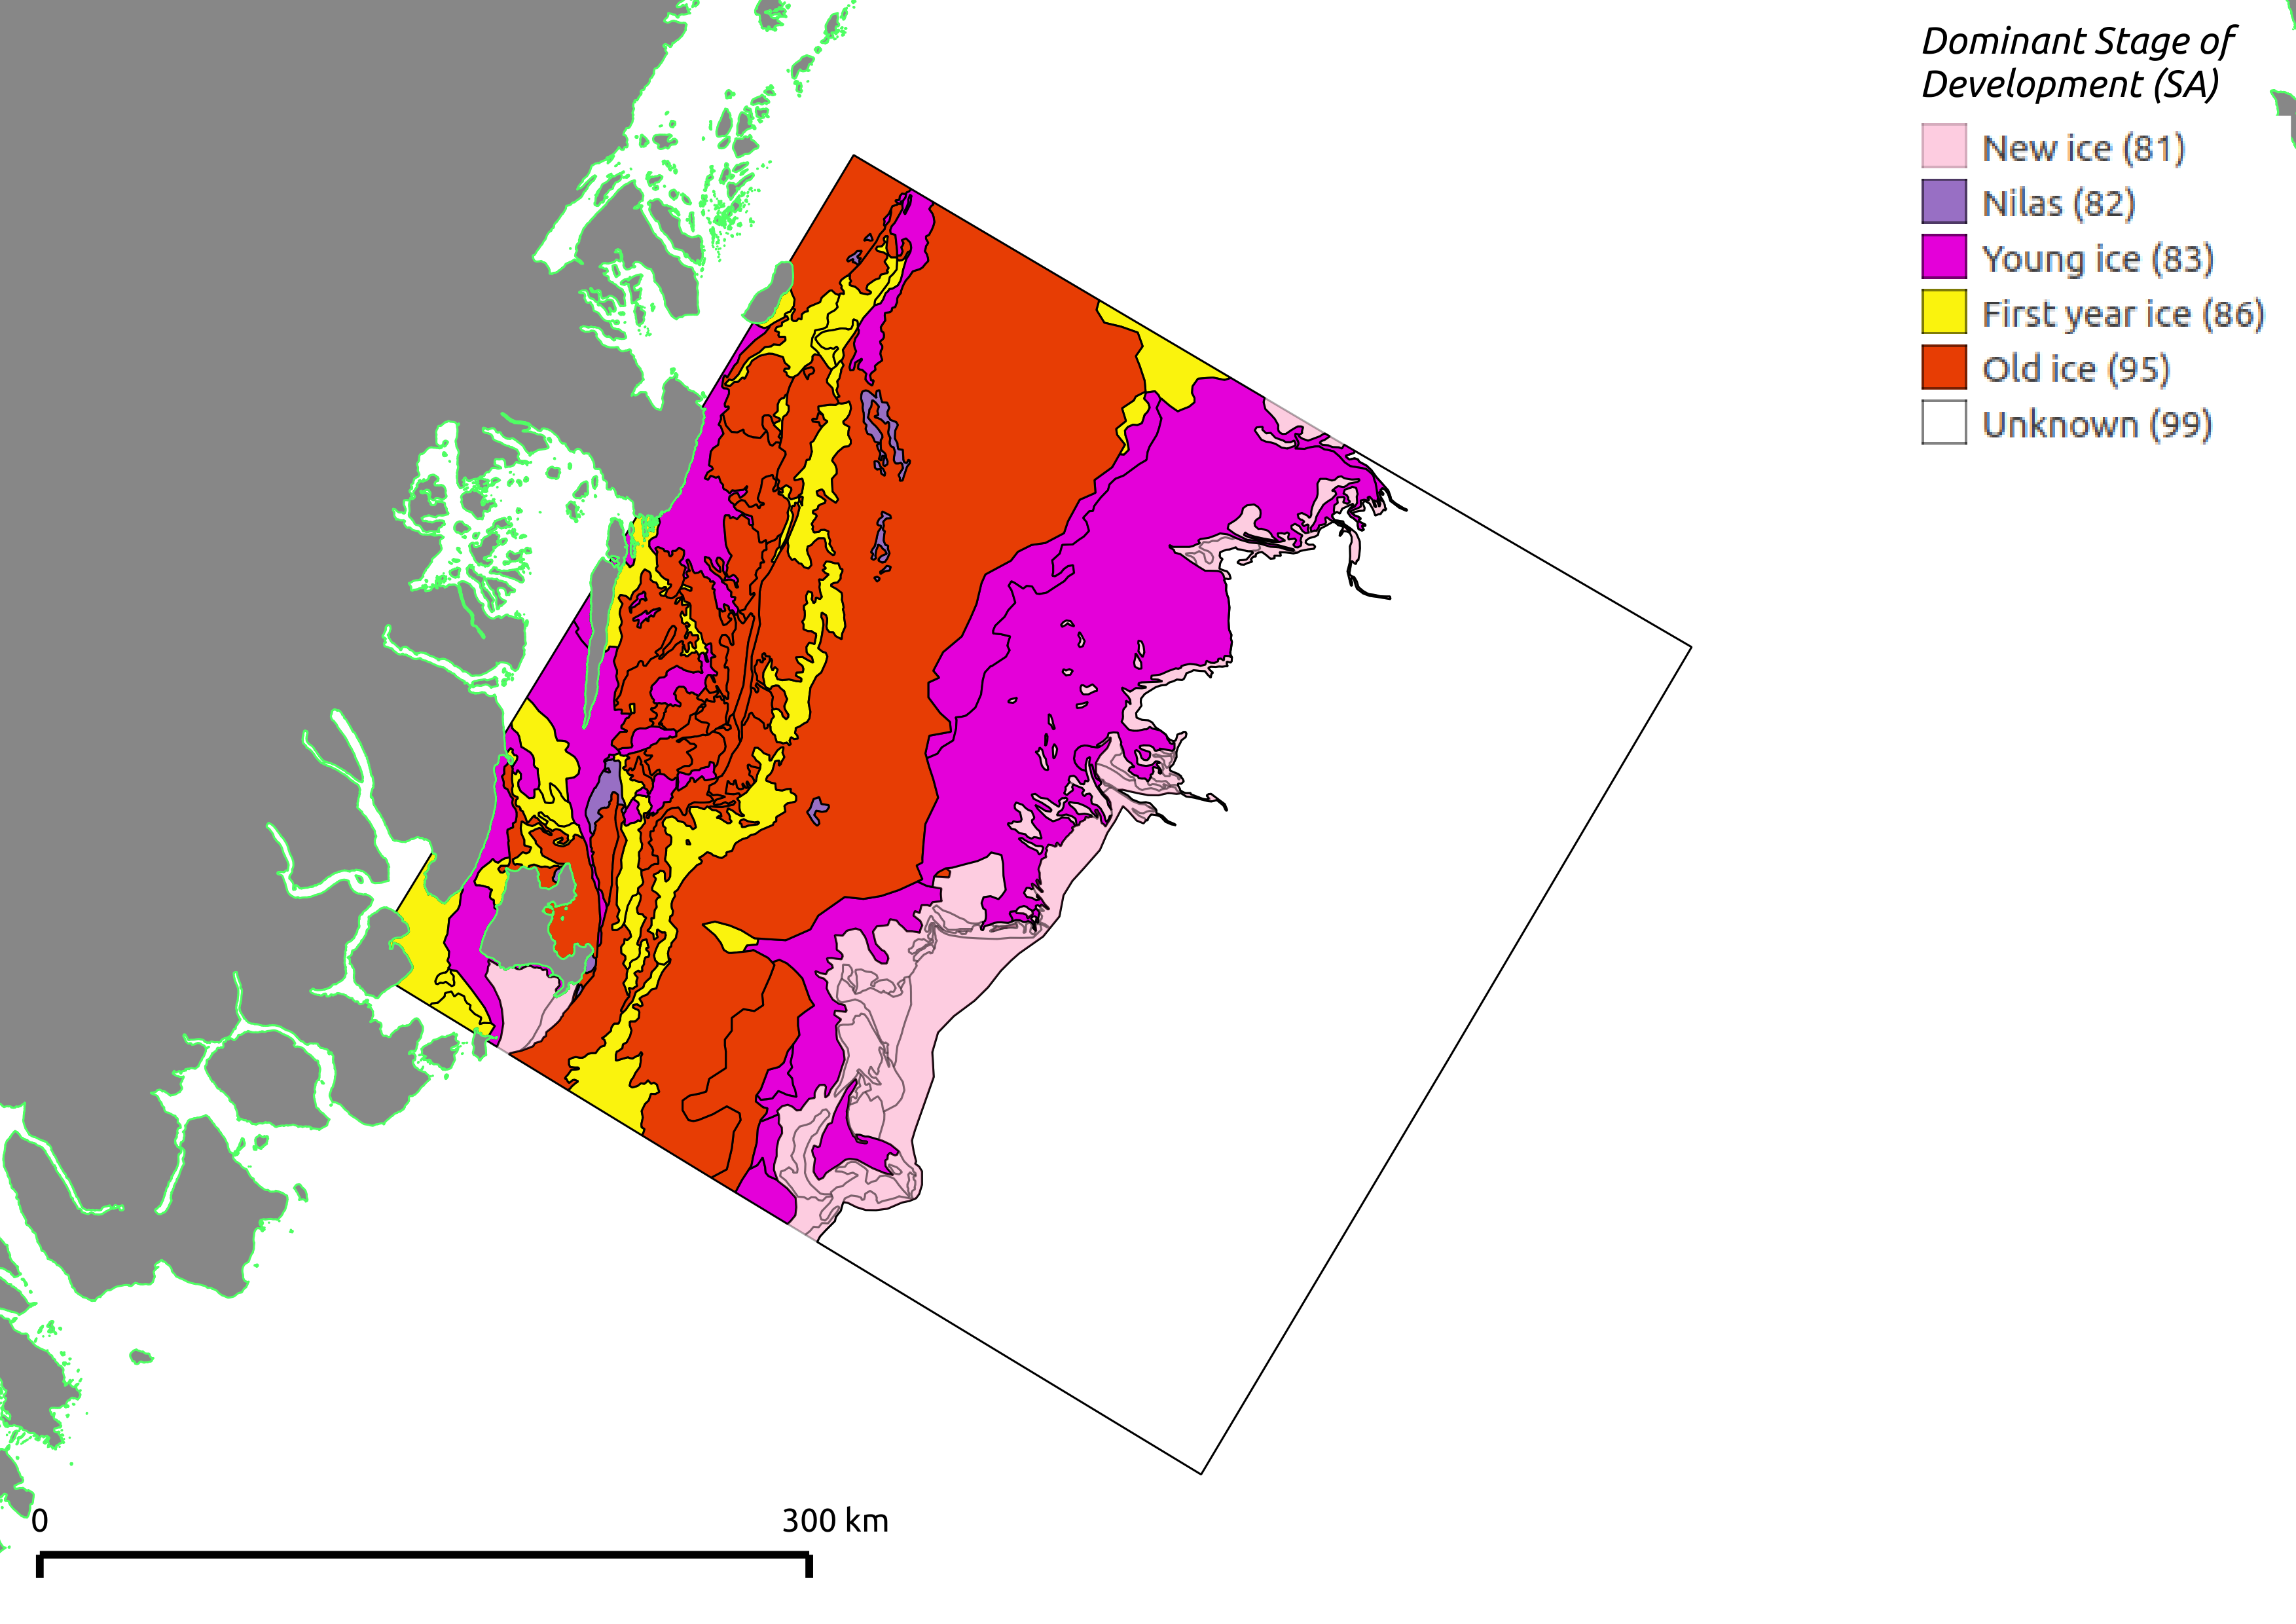 Dominant Stage of
Development (SA)
New ice (81)
Nilas (82)
Young ice (83)
First year ice (86)
Old ice (95)
Unknown (99)
0 300 km